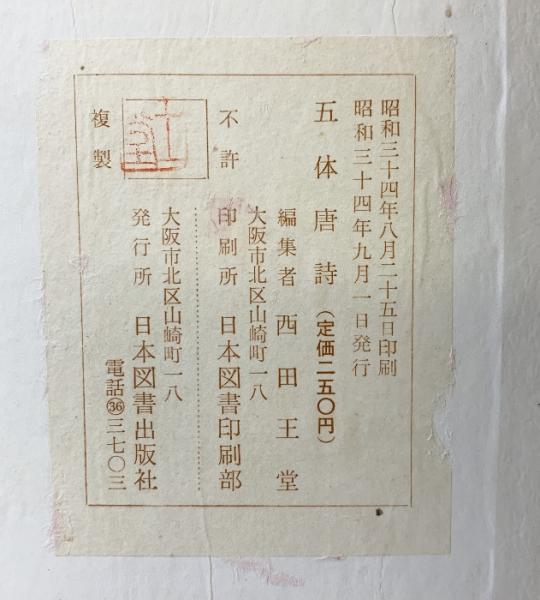 昭和三十四年八月二十五日印刷
昭和三十四年九月一日発行
五体唐詩（定価二五〇円）
編集者 西田王堂
大阪市北区山崎町一八
印刷所 日本図書印刷部
不許
複製
大阪市北区山崎町一八
発行所 日本図書出版社
電話㊱三七〇三